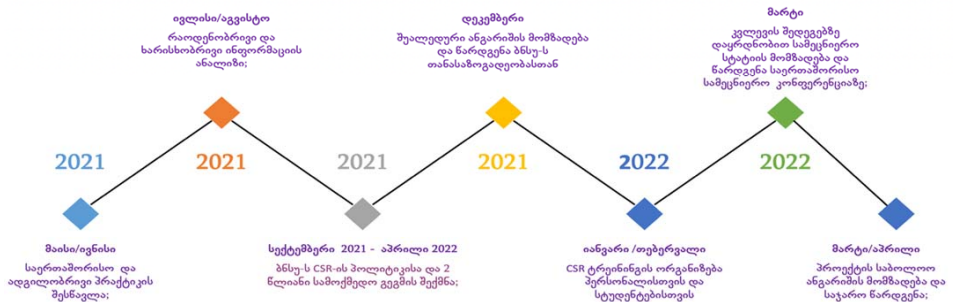 ივლისი/აგვისტო
რაოდენობრივი და
ხარისხობრივი ინფორმაციის
ანალიზი;
დეკემბერი
შუალედური ანგარიშის მომზადება
და წარდგენა ბნსუ-ს
თანასაზოგადეობასთან
მარტი
კვლევის შედეგებზე
დაყრდნობით სამეცნიერო
სტატიის მომზადება და
წარდგენა საერთაშორისო
სამეცნიერო კონფერენციაზე;
2021
2021
2021
2021
2022
2022
მაისი/ივნისი
საერთაშორისო და
ადგილობრივი პრაქტიკის
შესწავლა;
სექტემბერი 2021 - აპრილი 2022
ბნსუ-ს CSR-ის პოლიტიკისა და 2
წლიანი სამოქმედო გეგმის შექმნა;
იანვარი /თებერვალი
CSR ტრეინინგის ორგანიზება
პერსონალისთვის და
სტუდენტებისთვის
მარტი/აპრილი
პროექტის საბოლოო
ანგარიშის მომზადება და
საჯარო წარდგენა;